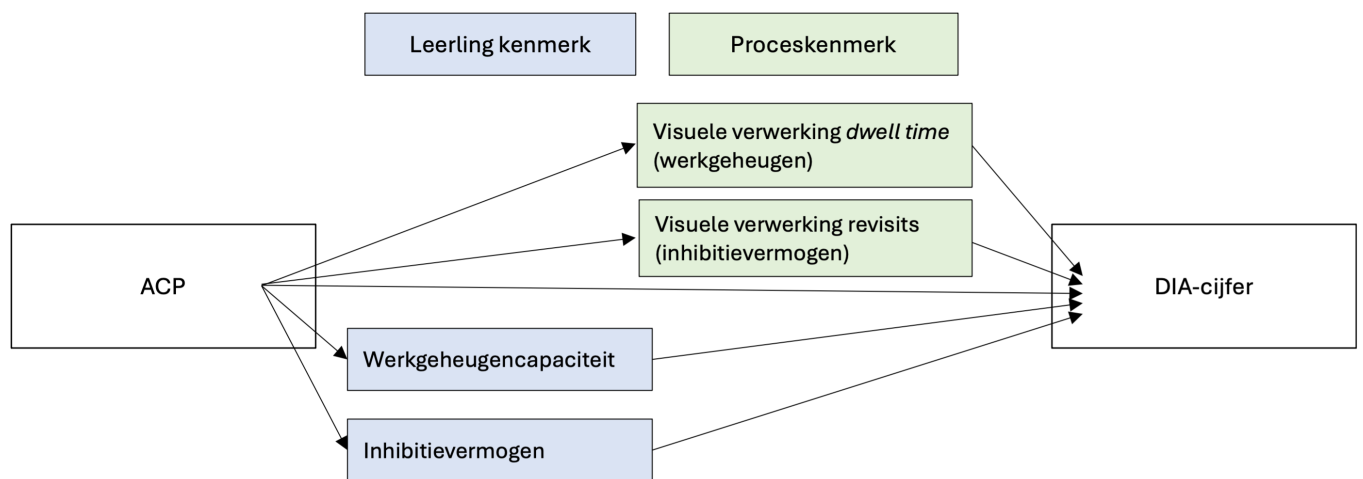 Leerling kenmerk
Proceskenmerk
Visuele verwerking dwell time
(werkgeheugen)
Visuele verwerking revisits
(inhibitievermogen)
ACP
DIA-cijfer
Werkgeheugencapaciteit
Inhibitievermogen